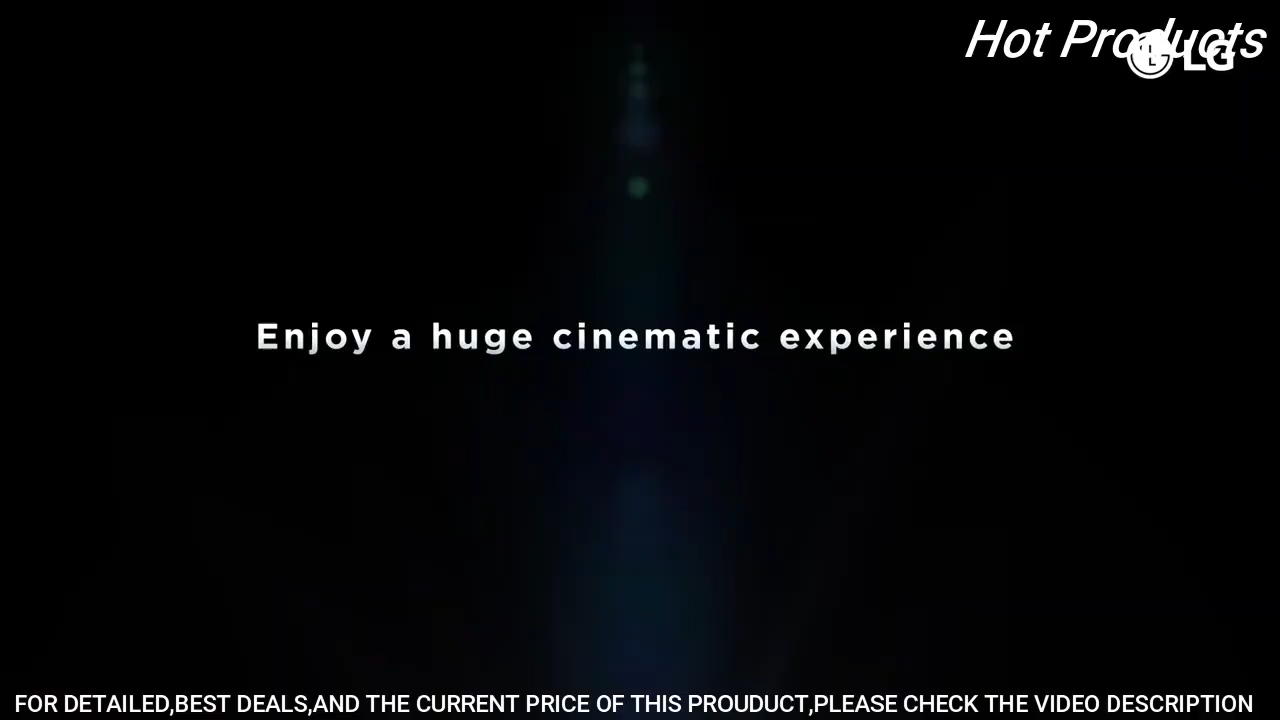 Hot Products
LG
Enjoy a huge cinematic experience
FOR DETAILED,BEST DEALS,AND THE CURRENT PRICE OF THIS PROUDUCT,PLEASE CHECK THE VIDEO DESCRIPTION